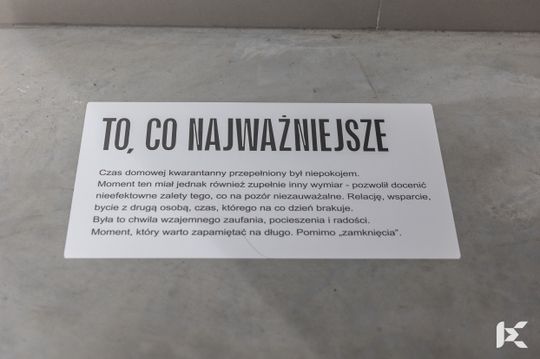 TO, CO NAJWAŻNIEJSZE
Czas domowej kwarantanny przepełniony był niepokojem.
Moment ten miał jednak również zupełnie inny wymiar - pozwolił docenić
nieefektowne zalety tego, co na pozór niezauważalne. Relację, wsparcie,
bycie z drugą osobą, czas, którego na co dzień brakuje.
Była to chwila wzajemnego zaufania, pocieszenia i radości.
Moment, który warto zapamiętać na długo. Pomimo „zamknięcia”.